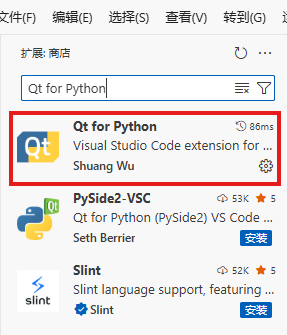 文件(F) 编辑(E) 选择(S) 查看(V) 转到(G)
扩展: 商店
Qt for Python
Qt for Python 86ms
Visual Studio Code extension for ...
Shuang Wu
PySide2-VSC 53K 5
Qt for Python (PySide2) VS Code ...
Seth Berrier 安装
Slint 52K 5
Slint language support, featuring ...
Slint 安装
Qt
Qt
slint